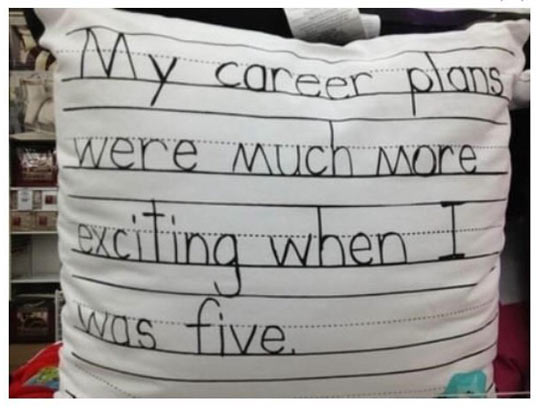 My career plans
were much more
exciting when I
was five.